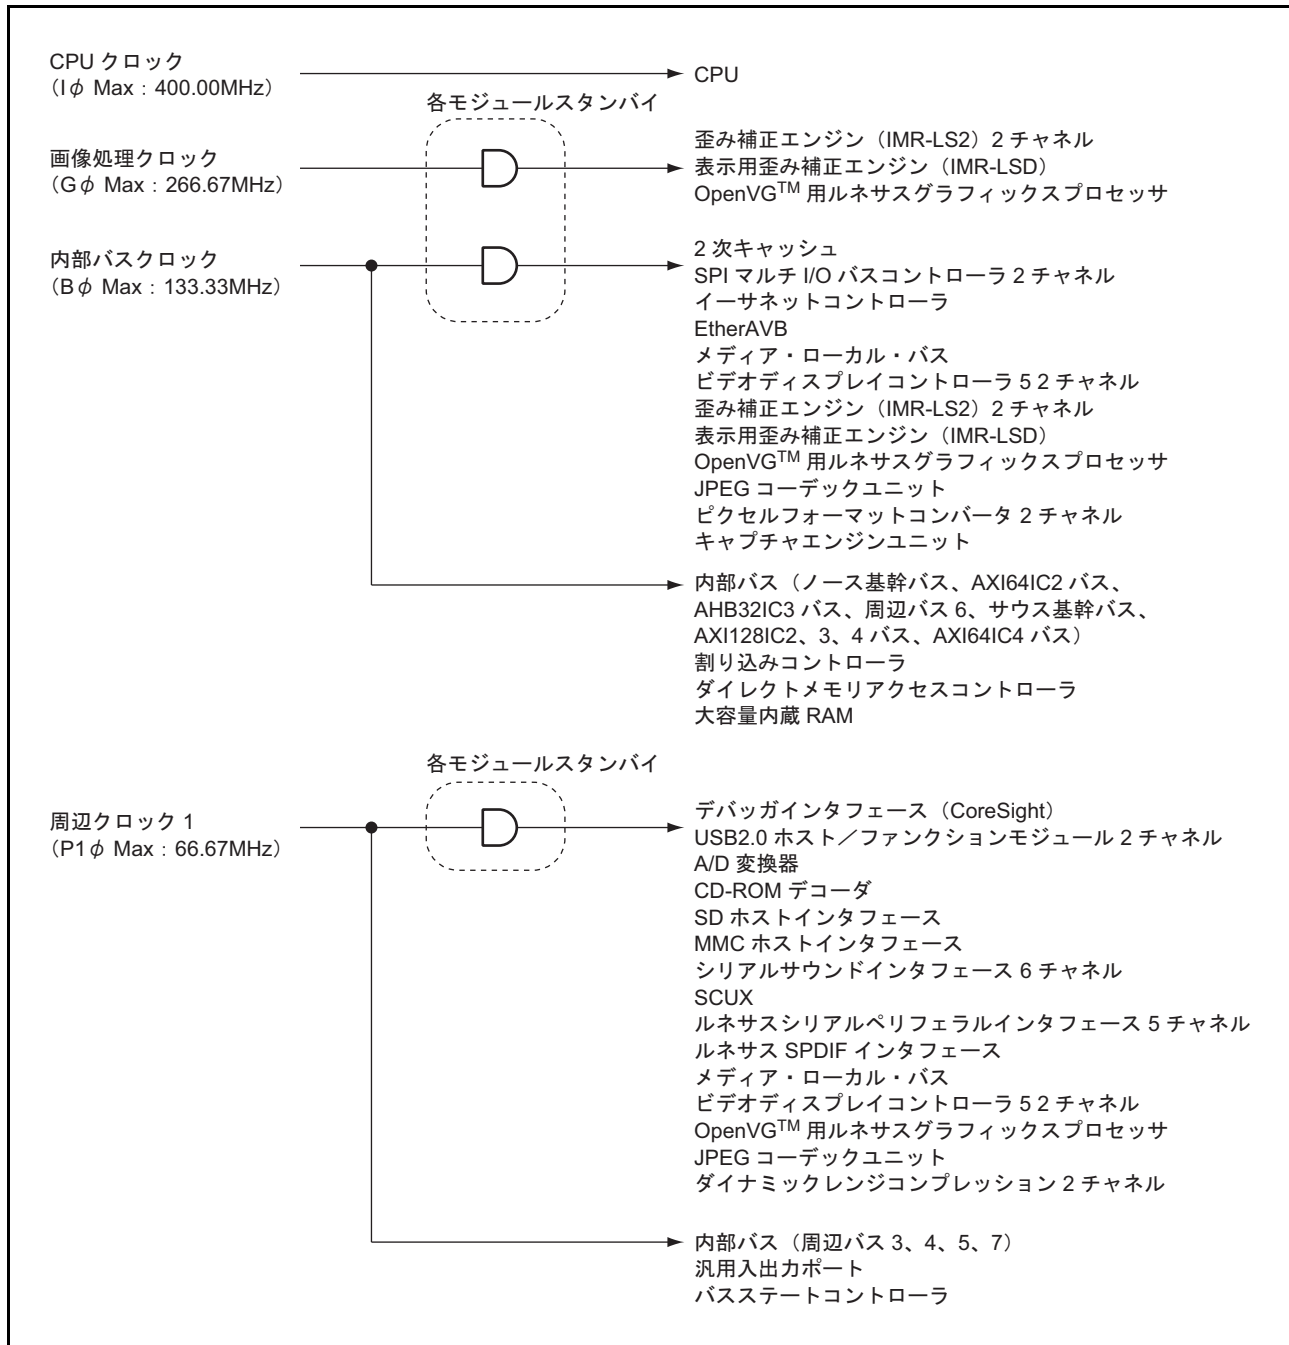 CPU クロック
（Iφ Max：400.00MHz）
CPU
各モジュールスタンバイ
画像処理クロック
（Gφ Max：266.67MHz）
歪み補正エンジン（IMR-LS2）2 チャネル
表示用歪み補正エンジン（IMR-LSD）
OpenVGTM 用ルネサスグラフィックスプロセッサ
内部バスクロック
（Bφ Max：133.33MHz）
2 次キャッシュ
SPI マルチ I/O バスコントローラ 2 チャネル
イーサネットコントローラ
EtherAVB
メディア・ローカル・バス
ビデオディスプレイコントローラ 5 2 チャネル
歪み補正エンジン（IMR-LS2）2 チャネル
表示用歪み補正エンジン（IMR-LSD）
OpenVGTM 用ルネサスグラフィックスプロセッサ
JPEG コーデックユニット
ピクセルフォーマットコンバータ 2 チャネル
キャプチャエンジンユニット
内部バス（ノース基幹バス、AXI64IC2 バス、
AHB32IC3 バス、周辺バス 6、サウス基幹バス、
AXI128IC2、3、4 バス、AXI64IC4 バス）
割り込みコントローラ
ダイレクトメモリアクセスコントローラ
大容量内蔵 RAM
各モジュールスタンバイ
周辺クロック 1
（P1φ Max：66.67MHz）
デバッガインタフェース（CoreSight）
USB2.0 ホスト／ファンクションモジュール 2 チャネル
A/D 変換器
CD-ROM デコーダ
SD ホストインタフェース
MMC ホストインタフェース
シリアルサウンドインタフェース 6 チャネル
SCUX
ルネサスシリアルペリフェラルインタフェース 5 チャネル
ルネサス SPDIF インタフェース
メディア・ローカル・バス
ビデオディスプレイコントローラ 5 2 チャネル
OpenVGTM 用ルネサスグラフィックスプロセッサ
JPEG コーデックユニット
ダイナミックレンジコンプレッション 2 チャネル
内部バス（周辺バス 3、4、5、7）
汎用入出力ポート
バスステートコントローラ